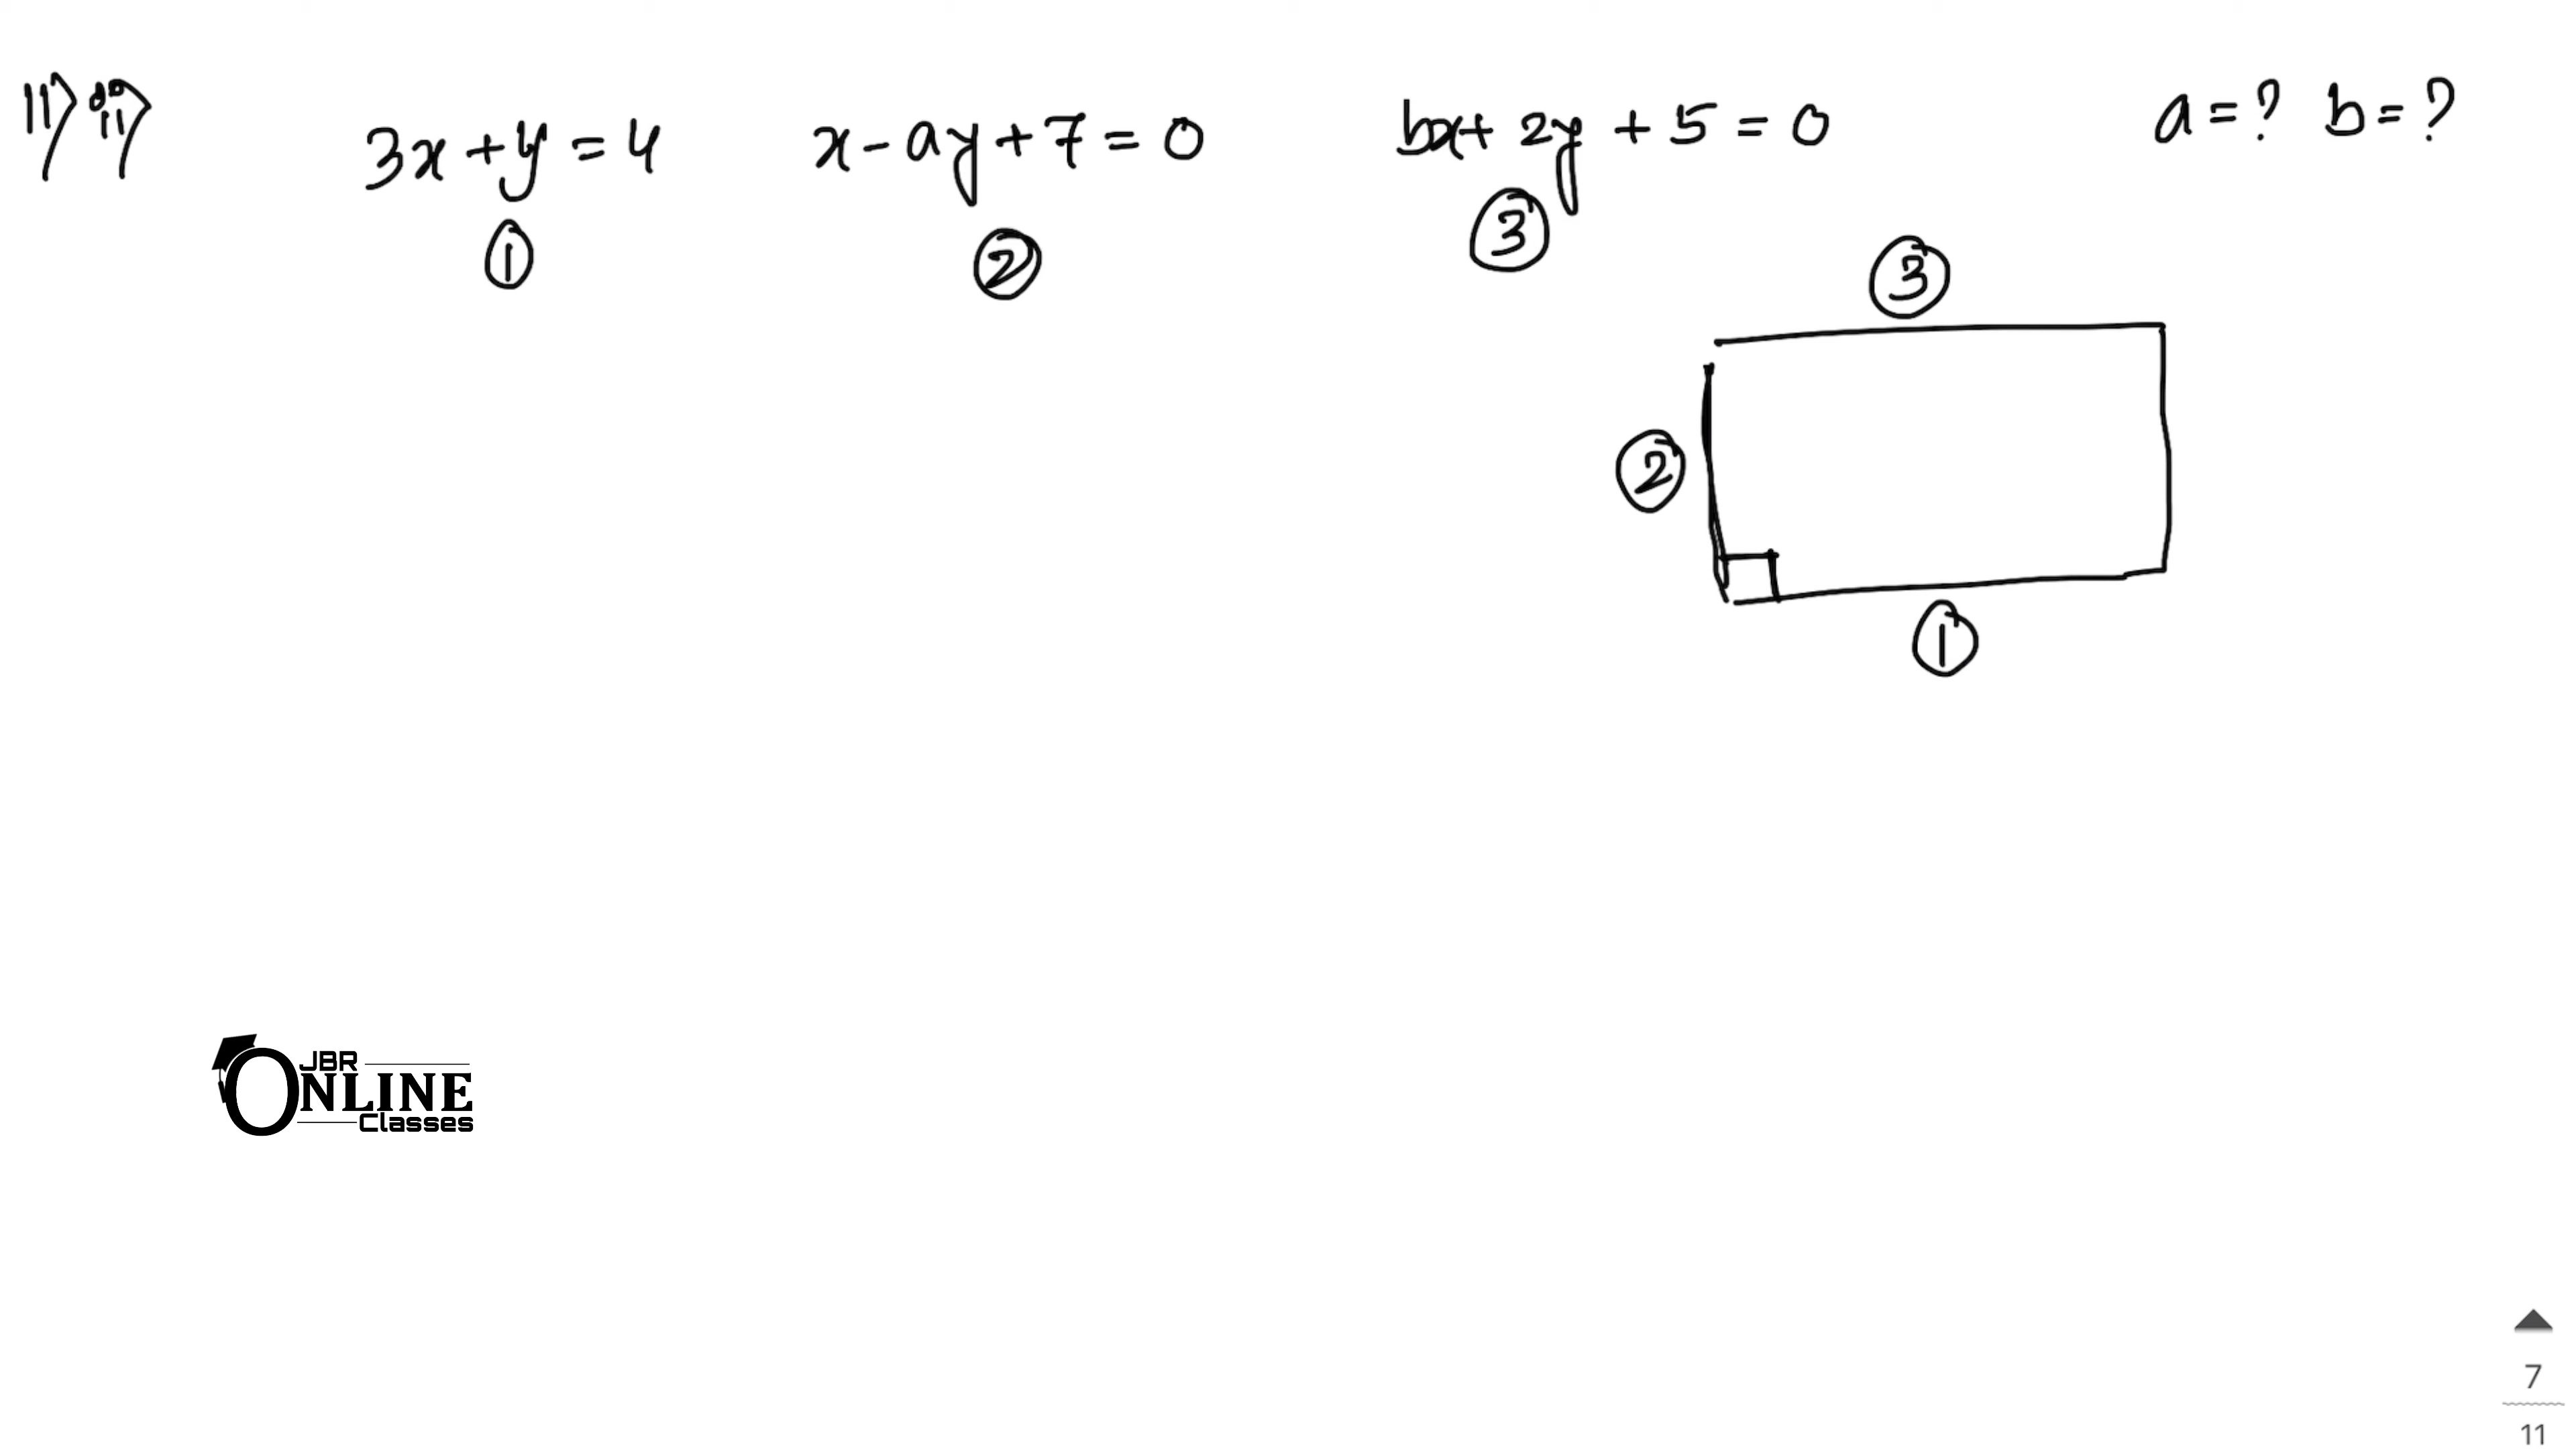 11) ii) 3x + y = 4 x - ay + 7 = 0 bx + 2y + 5 = 0 a = ? b = ?
① ② ③
③
②
①
JBR
ONLINE
Classes
7
11